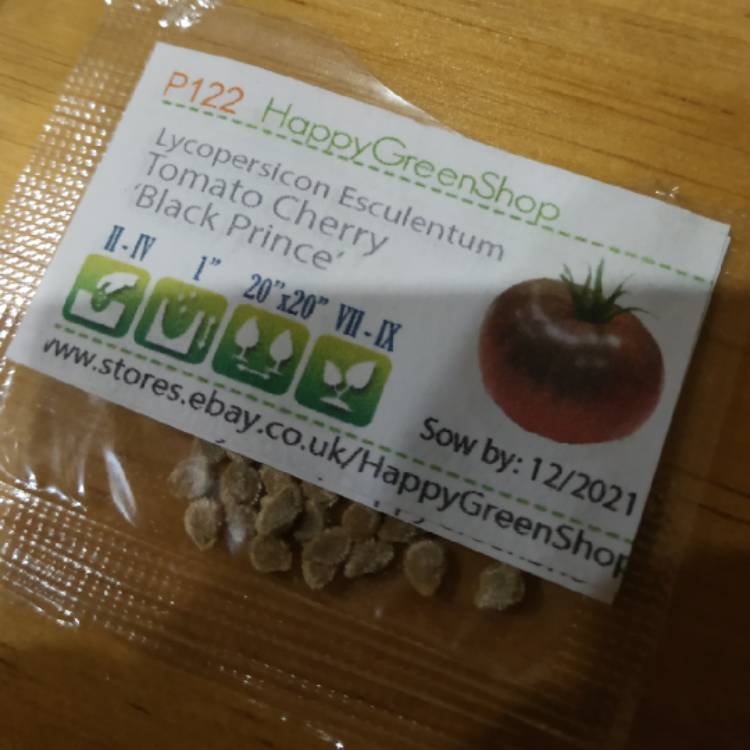 P122 HappyGreenShop
Lycopersicon Esculentum
Tomato Cherry
'Black Prince'
II-IV 1" 20"x20" VII-IX
www.stores.ebay.co.uk/HappyGreenShop
Sow by: 12/2021